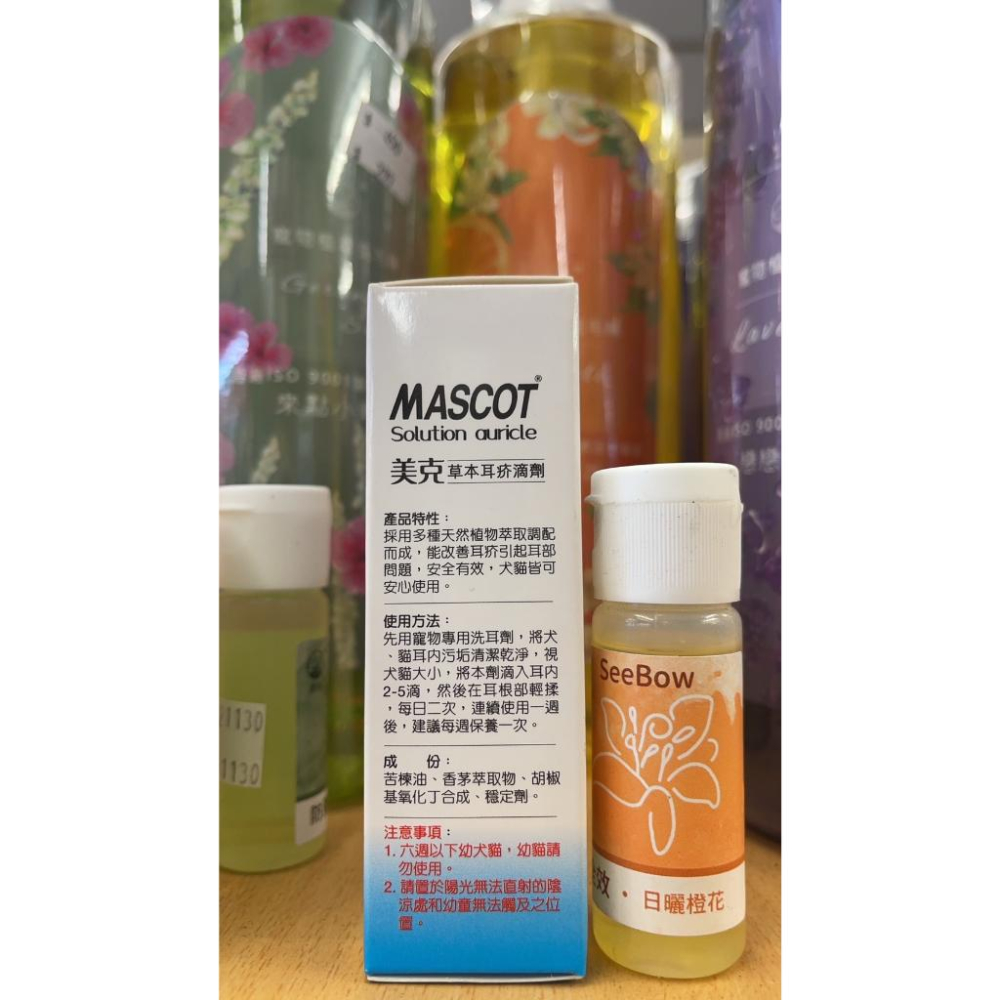 MASCOT®
Solution auricle
美克草本耳疥滴劑
產品特性：
採用多種天然植物萃取調配
而成，能改善耳疥引起耳部
問題，安全有效，犬貓皆可
安心使用。
使用方法：
先用寵物專用洗耳劑，將犬
、貓耳內污垢清潔乾淨，視
犬貓大小，將本劑滴入耳內
2-5滴，然後在耳根部輕揉
，每日二次，連續使用一週
後，建議每週保養一次。
成　份：
苦楝油、香茅萃取物、胡椒
基氧化丁合成、穩定劑。
注意事項：
1. 六週以下幼犬貓，幼貓請
勿使用。
2. 請置於陽光無法直射的陰
涼處和幼童無法觸及之位
置。
SeeBow
效・日曬橙花
1130
1130
ISO 900
來點小